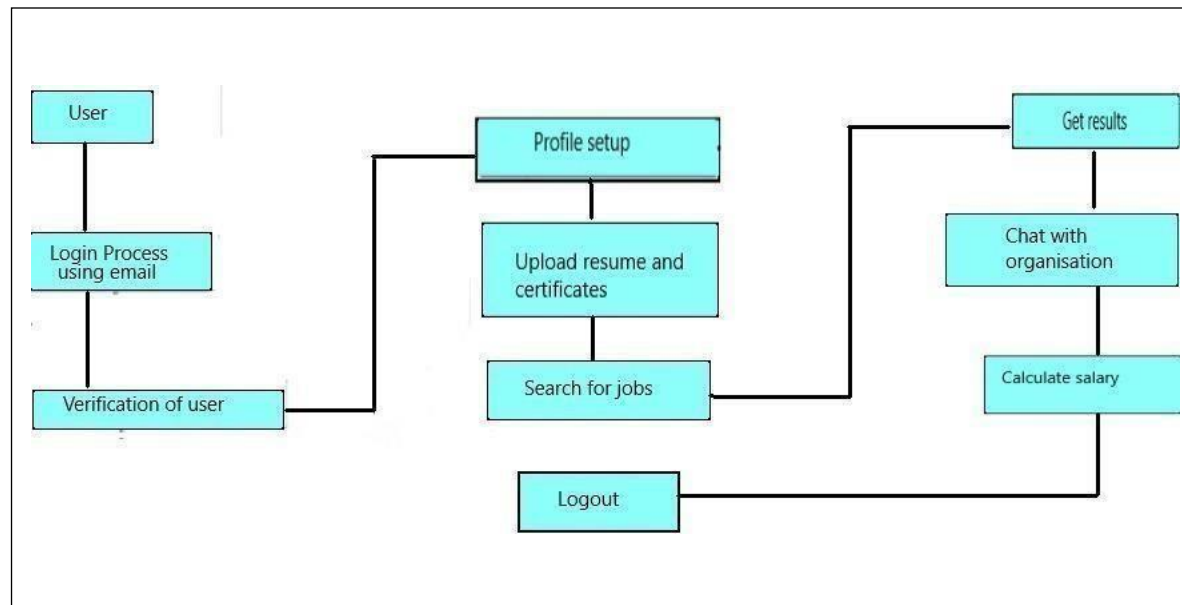 User
Login Process
using email
Verification of user
Profile setup
Upload resume and
certificates
Search for jobs
Get results
Chat with
organisation
Calculate salary
Logout